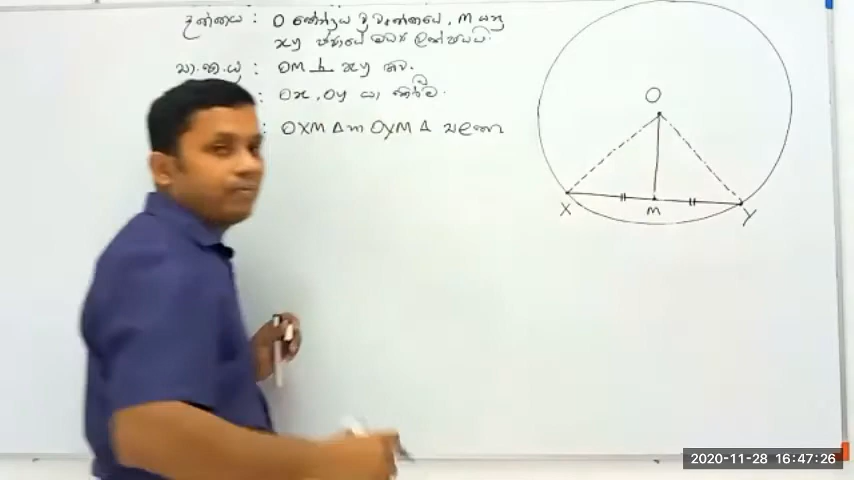 දත්තය : O කේන්ද්‍රය වූ වෘත්තයේ, M යනු
XY ජ්‍යායේ මධ්‍ය ලක්ෂ්‍යයයි.
සා.ක.යු : OM ⊥ XY බව.
: OX, OY යා කිරීම.
: OXM Δ හා OYM Δ සලකා
O
X
M
Y
2020-11-28 16:47:26